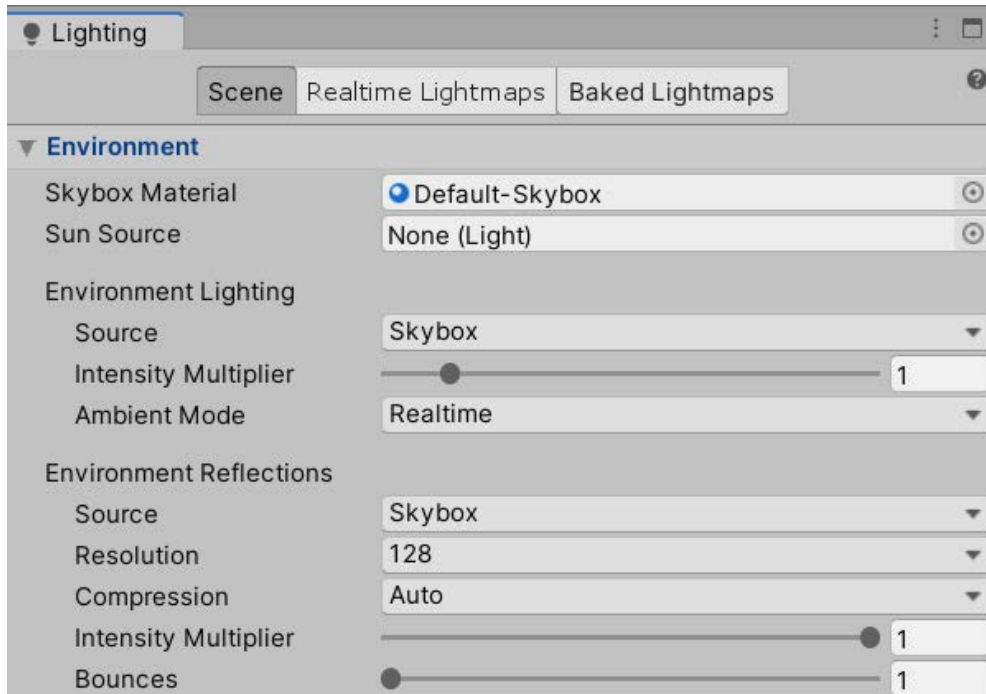 Lighting
Scene Realtime Lightmaps Baked Lightmaps
Environment
Skybox Material Default-Skybox
Sun Source None (Light)
Environment Lighting
Source Skybox
Intensity Multiplier 1
Ambient Mode Realtime
Environment Reflections
Source Skybox
Resolution 128
Compression Auto
Intensity Multiplier 1
Bounces 1